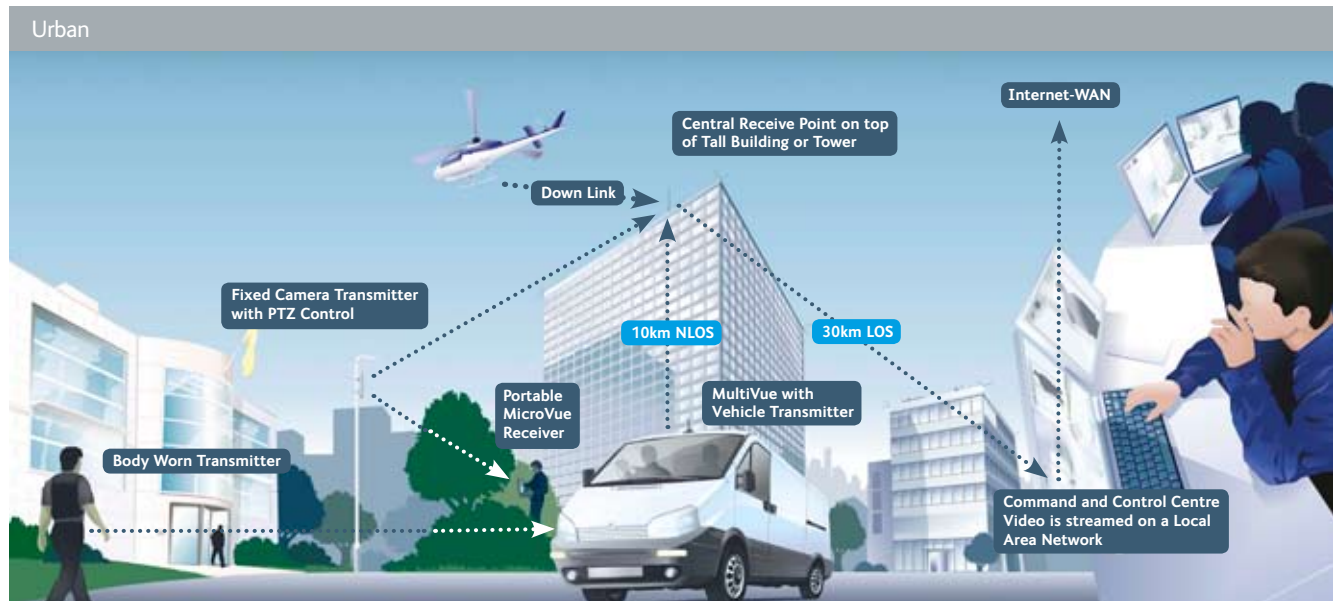 Urban
Internet-WAN
Central Receive Point on top
of Tall Building or Tower
Down Link
Fixed Camera Transmitter
with PTZ Control
10km NLOS
30km LOS
Portable
MicroVue
Receiver
MultiVue with
Vehicle Transmitter
Body Worn Transmitter
Command and Control Centre
Video is streamed on a Local
Area Network